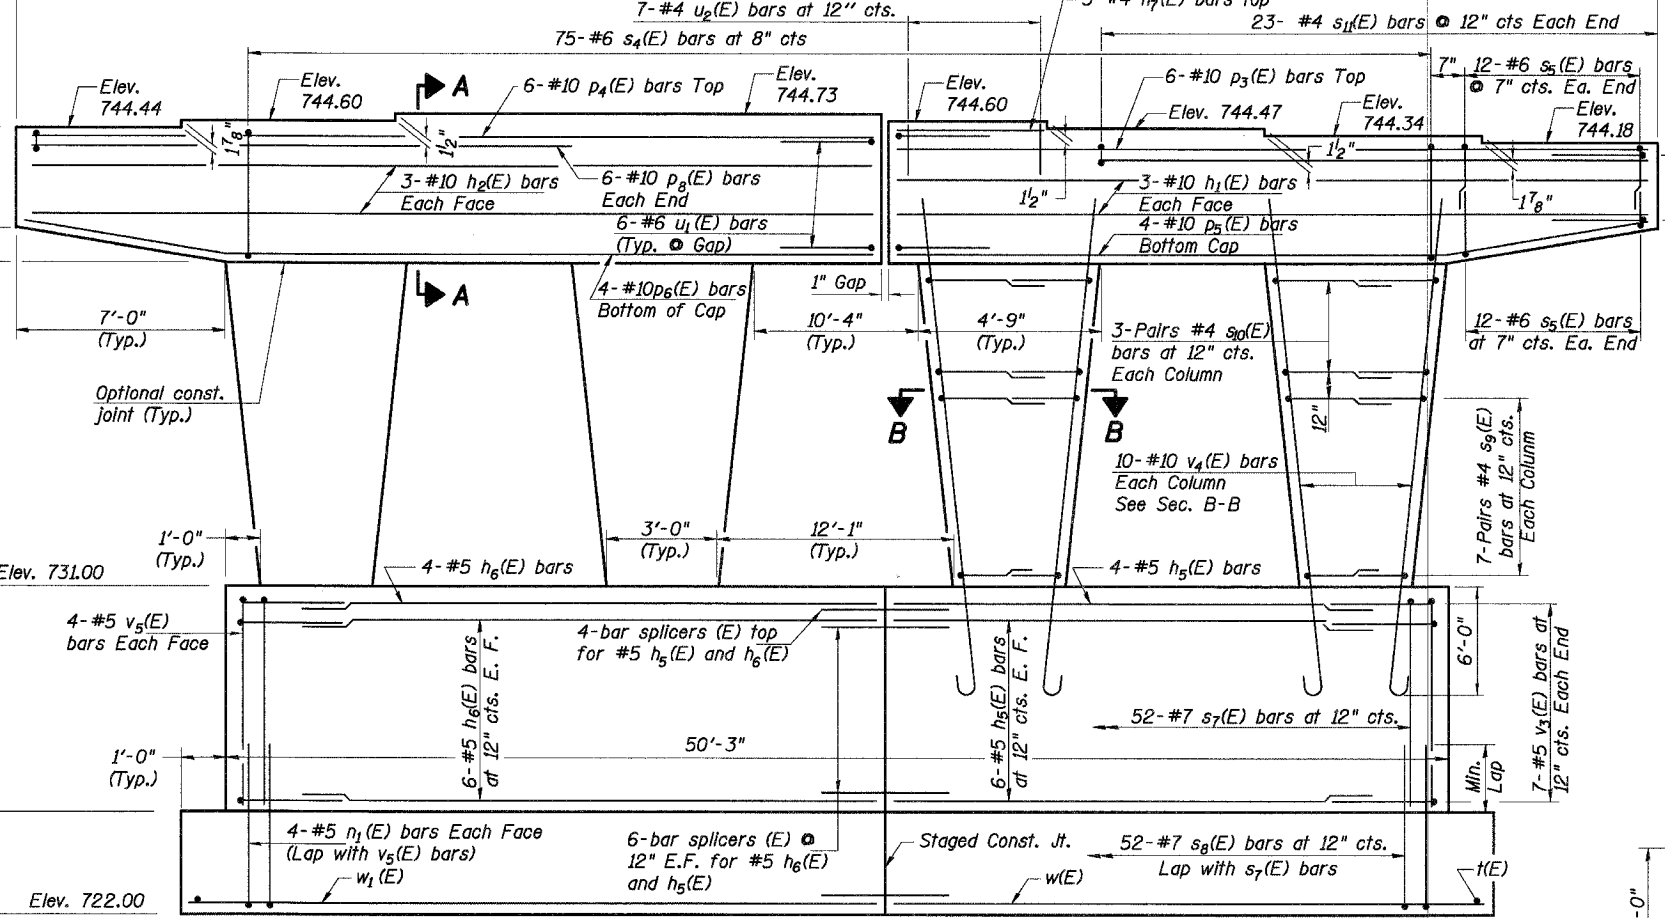 7-#4 u2(E) bars at 12" cts.
23- #4 s11(E) bars @ 12" cts Each End
75-#6 s4(E) bars at 8" cts
7"
12-#6 s5(E) bars
@ 7" cts. Ea. End
Elev.
744.44
Elev.
744.60
A
6-#10 p4(E) bars Top
Elev.
744.73
Elev.
744.60
6-#10 p3(E) bars Top
Elev. 744.47
Elev.
744.34
Elev.
744.18
1 7/8"
1 1/2"
1 1/2"
1 1/2"
1 7/8"
3-#10 h2(E) bars
Each Face
6-#10 p8(E) bars
Each End
6-#6 u1(E) bars
(Typ. @ Gap)
3-#10 h1(E) bars
Each Face
4-#10 p5(E) bars
Bottom Cap
A
4-#10p6(E) bars
Bottom of Cap
1" Gap
7'-0"
(Typ.)
10'-4"
(Typ.)
4'-9"
(Typ.)
3-Pairs #4 s10(E)
bars at 12" cts.
Each Column
12-#6 s5(E) bars
at 7" cts. Ea. End
Optional const.
joint (Typ.)
B
B
12"
10-#10 v4(E) bars
Each Column
See Sec. B-B
7-Pairs #4 s9(E)
bars at 12" cts.
Each Colunm
1'-0"
(Typ.)
3'-0"
(Typ.)
12'-1"
(Typ.)
Elev. 731.00
4-#5 h6(E) bars
4-#5 h5(E) bars
4-#5 v5(E)
bars Each Face
6-#5 h6(E) bars
at 12" cts. E. F.
4-bar splicers (E) top
for #5 h5(E) and h6(E)
6-#5 h5(E) bars
at 12" cts. E. F.
6'-0"
7-#5 v3(E) bars at
12" cts. Each End
52-#7 s7(E) bars at 12" cts.
1'-0"
(Typ.)
50'-3"
Min.
Lap
4-#5 n1(E) bars Each Face
(Lap with v5(E) bars)
w1(E)
6-bar splicers (E) @
12" E.F. for #5 h6(E)
and h5(E)
Staged Const. Jt.
52-#7 s8(E) bars at 12" cts.
Lap with s7(E) bars
w(E)
t(E)
Elev. 722.00